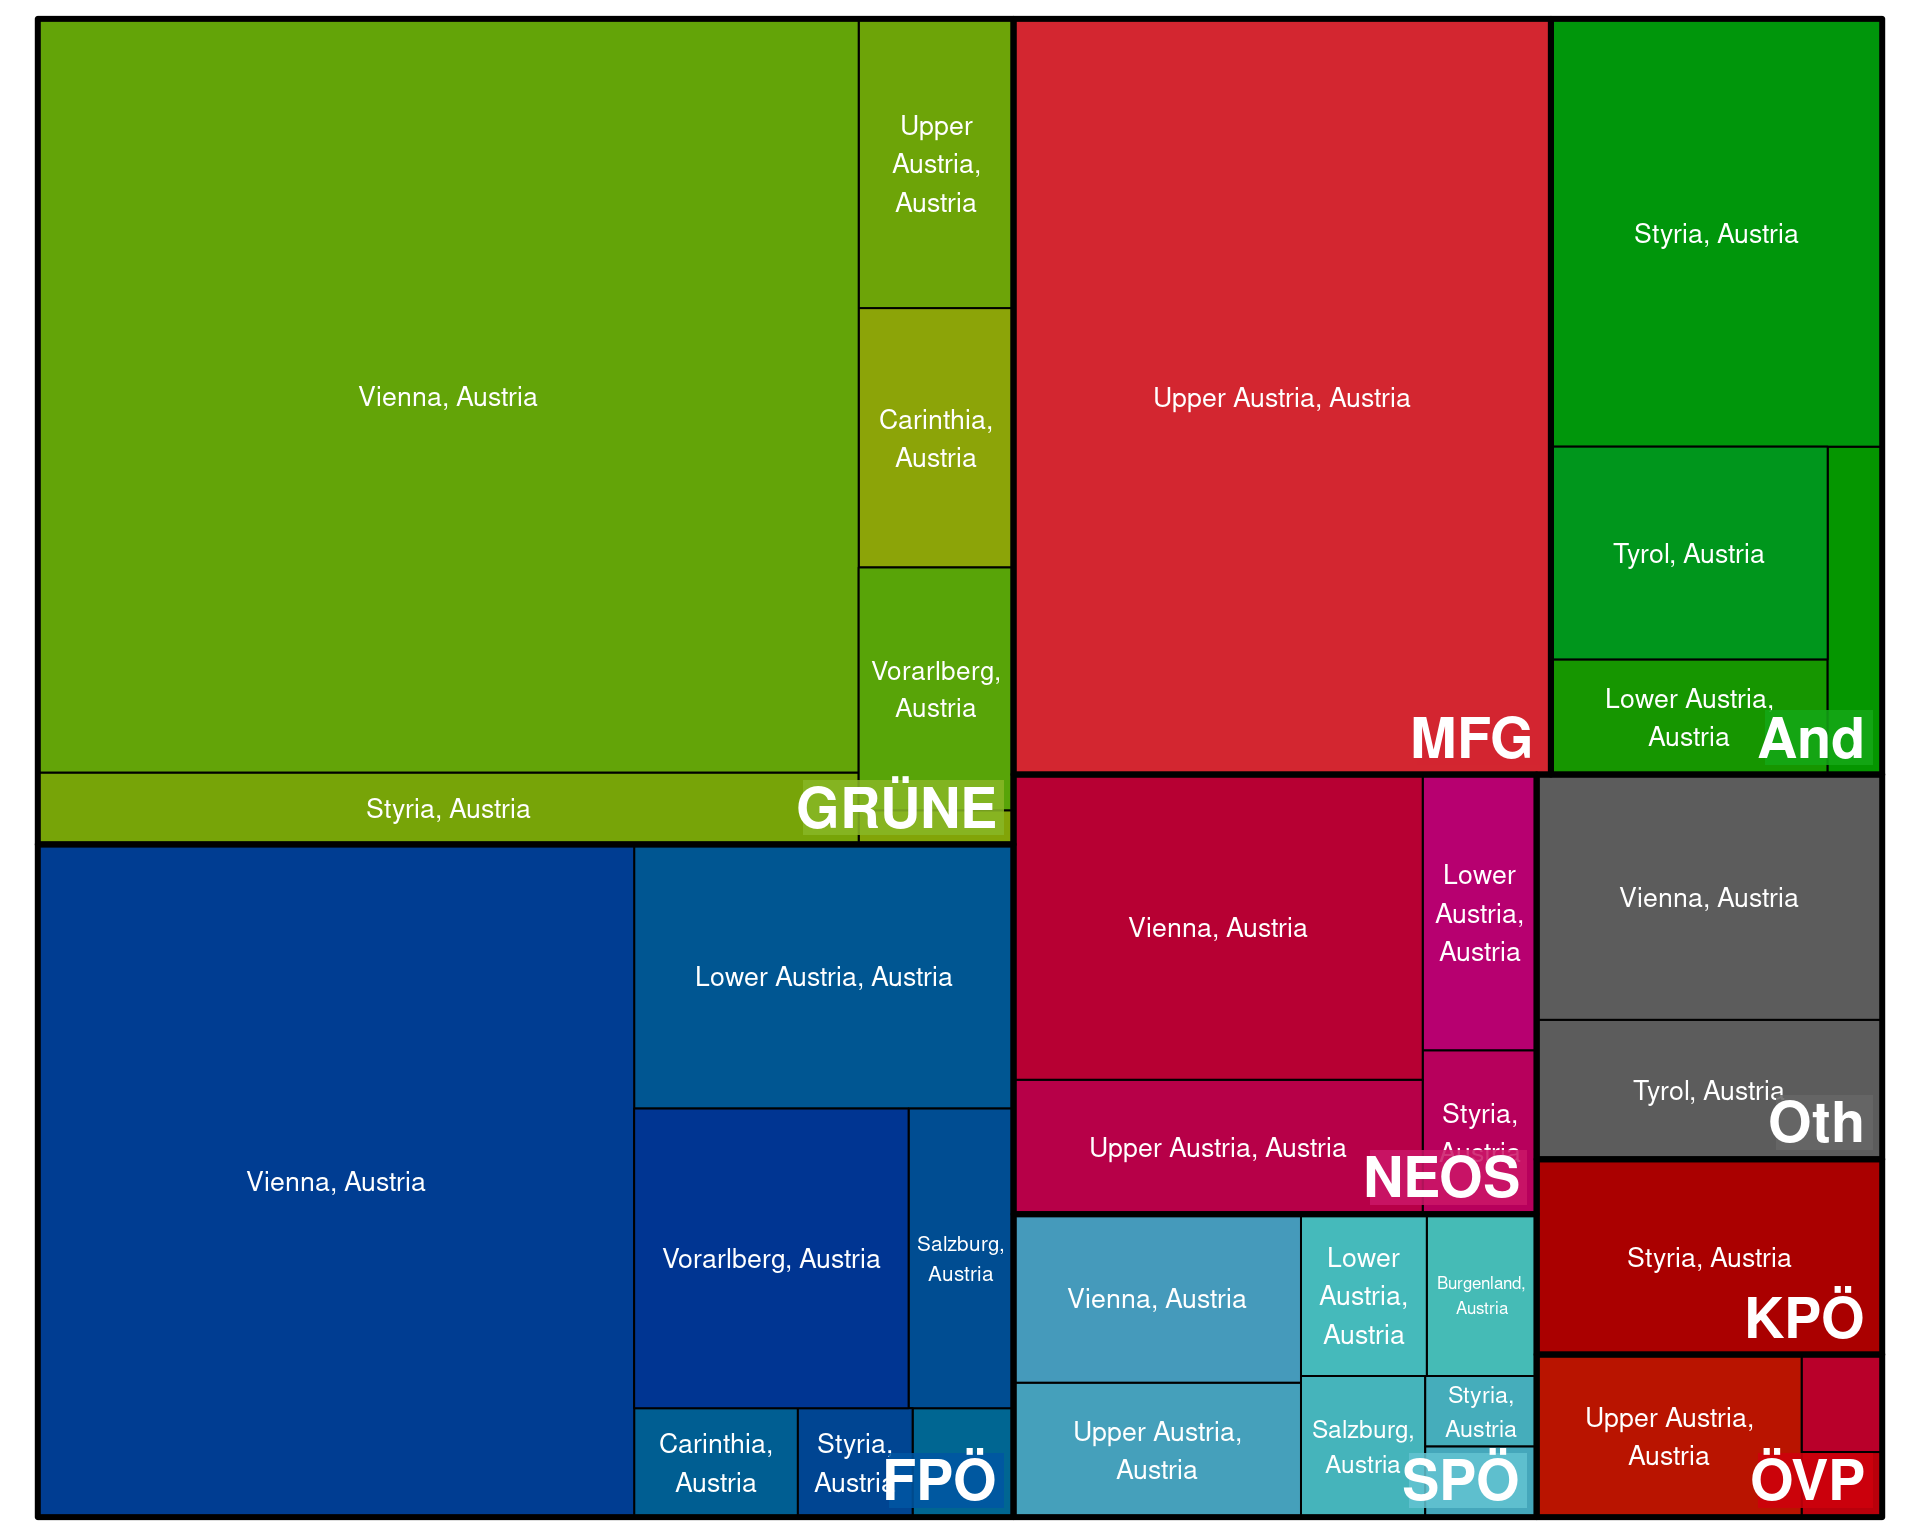 Vienna, Austria
Upper
Austria,
Austria
Carinthia,
Austria
Vorarlberg,
Austria
Styria, Austria
GRÜNE
Upper Austria, Austria
MFG
Styria, Austria
Tyrol, Austria
Lower Austria,
Austria
And
Vienna, Austria
Lower Austria, Austria
Vorarlberg, Austria
Salzburg,
Austria
Carinthia,
Austria
Styria,
Austria
FPÖ
Vienna, Austria
Lower
Austria,
Austria
Upper Austria, Austria
Styria,
Austria
NEOS
Vienna, Austria
Tyrol, Austria
Oth
Vienna, Austria
Lower
Austria,
Austria
Burgenland,
Austria
Upper Austria,
Austria
Salzburg,
Austria
Styria,
Austria
SPÖ
Styria, Austria
KPÖ
Upper Austria,
Austria
ÖVP